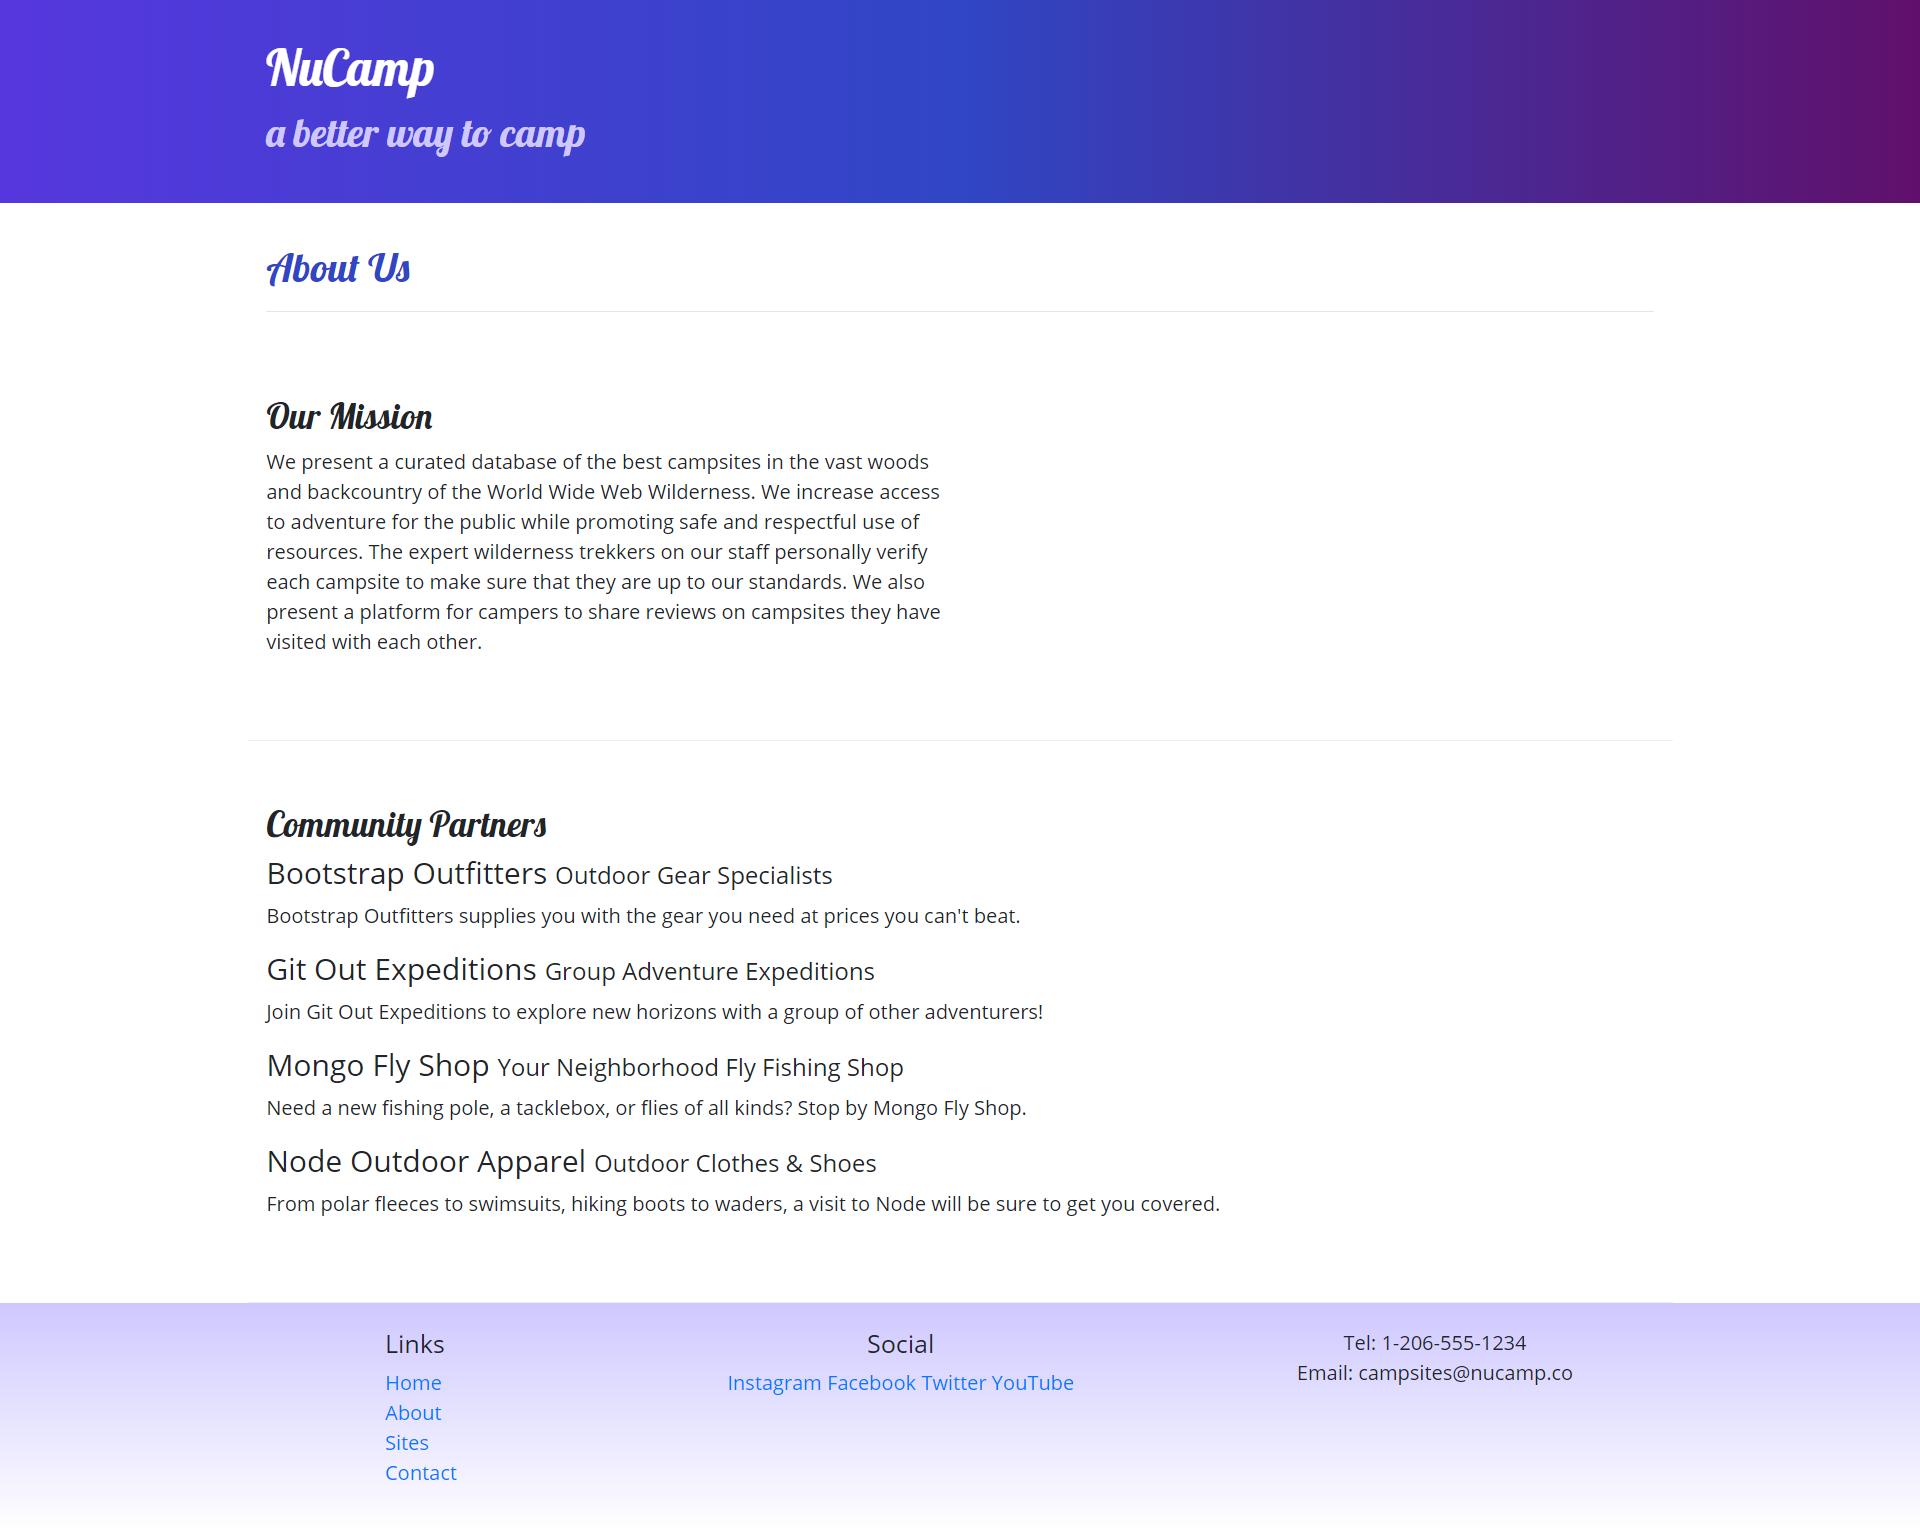 NuCamp
a better way to camp
About Us
Our Mission
We present a curated database of the best campsites in the vast woods
and backcountry of the World Wide Web Wilderness. We increase access
to adventure for the public while promoting safe and respectful use of
resources. The expert wilderness trekkers on our staff personally verify
each campsite to make sure that they are up to our standards. We also
present a platform for campers to share reviews on campsites they have
visited with each other.
Community Partners
Bootstrap Outfitters Outdoor Gear Specialists
Bootstrap Outfitters supplies you with the gear you need at prices you can't beat.
Git Out Expeditions Group Adventure Expeditions
Join Git Out Expeditions to explore new horizons with a group of other adventurers!
Mongo Fly Shop Your Neighborhood Fly Fishing Shop
Need a new fishing pole, a tacklebox, or flies of all kinds? Stop by Mongo Fly Shop.
Node Outdoor Apparel Outdoor Clothes & Shoes
From polar fleeces to swimsuits, hiking boots to waders, a visit to Node will be sure to get you covered.
Links
Home
About
Sites
Contact
Social
Instagram Facebook Twitter YouTube
Tel: 1-206-555-1234
Email: campsites@nucamp.co